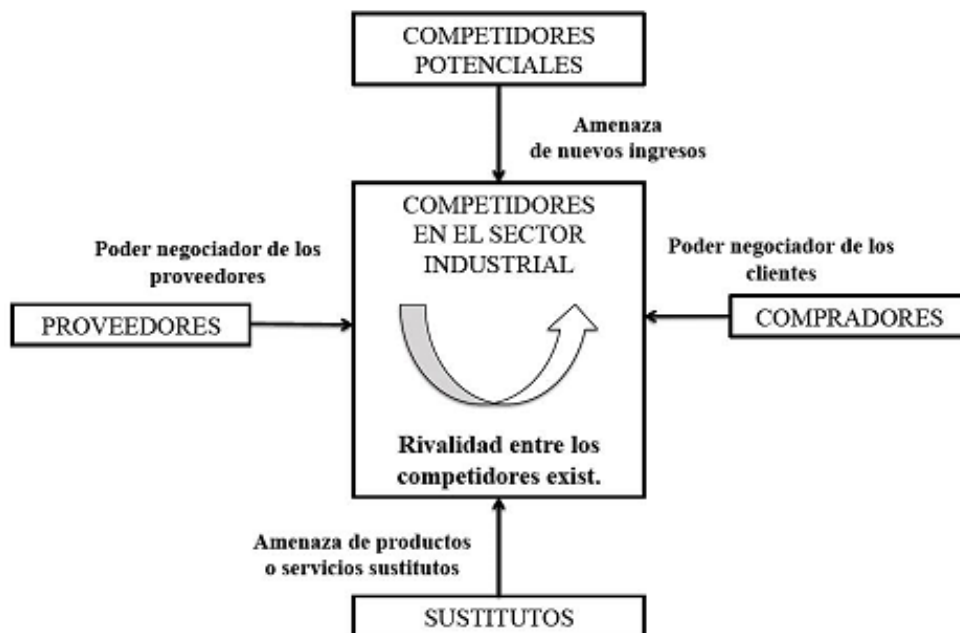 COMPETIDORES
POTENCIALES
Amenaza
de nuevos ingresos
COMPETIDORES
EN EL SECTOR
INDUSTRIAL
Poder negociador de los
proveedores
Poder negociador de los
clientes
PROVEEDORES
COMPRADORES
Rivalidad entre los
competidores exist.
Amenaza de productos
o servicios sustitutos
SUSTITUTOS